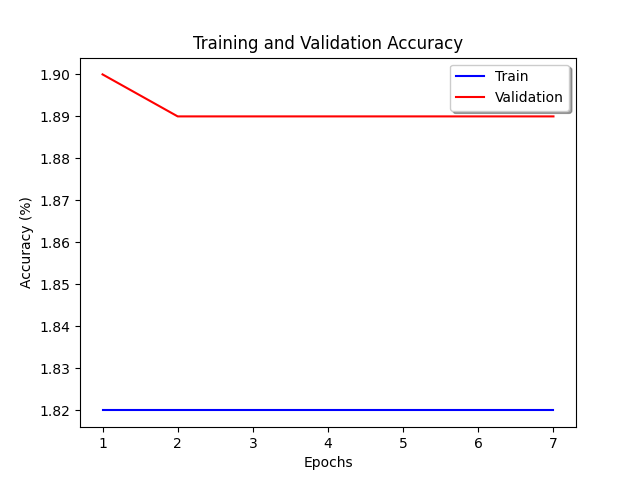 Training and Validation Accuracy
Train
Validation
1.90
1.89
1.88
1.87
1.86
1.85
1.84
1.83
1.82
Accuracy (%)
1 2 3 4 5 6 7
Epochs